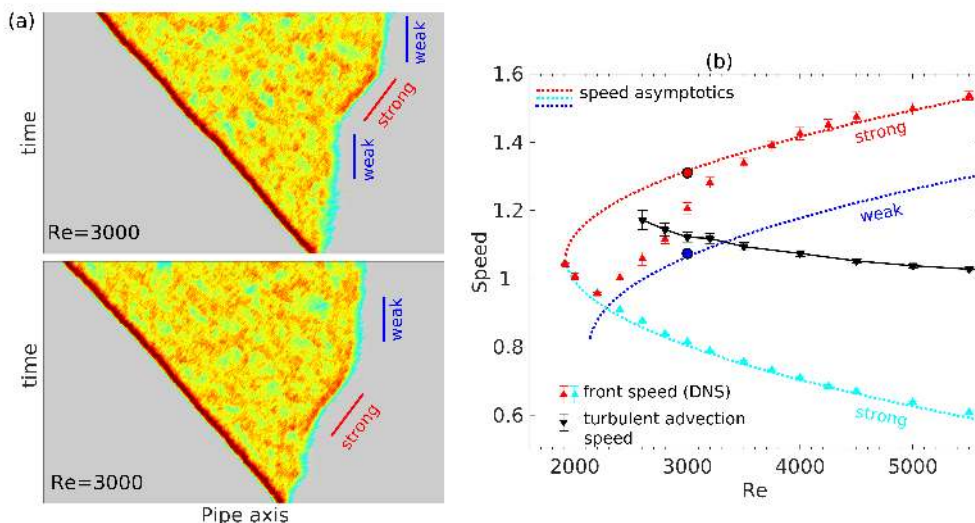 (a)
weak
strong
weak
time
Re=3000
weak
strong
time
Re=3000
Pipe axis
(b)
1.6
1.4
1.2
1
0.8
0.6
Speed
speed asymptotics
strong
weak
front speed (DNS)
turbulent advection
speed
strong
2000 3000 4000 5000
Re